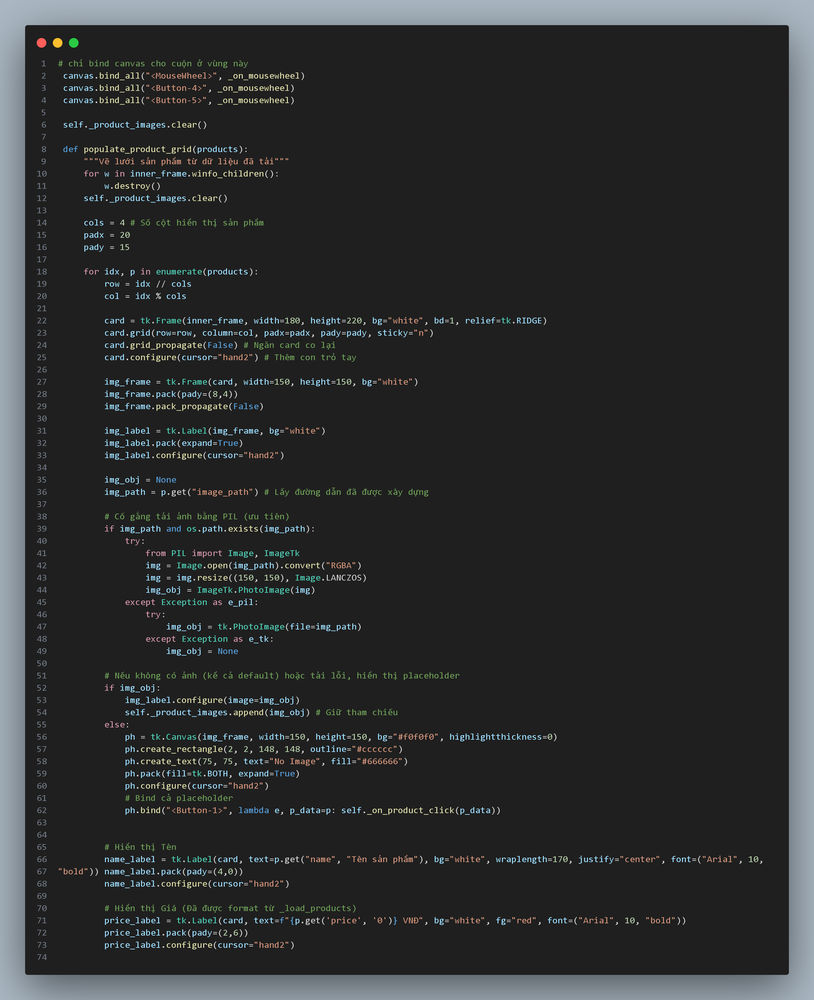 1 # chỉ bind canvas cho cuộn ở vùng này
2  canvas.bind_all("<MouseWheel>", _on_mousewheel)
3  canvas.bind_all("<Button-4>", _on_mousewheel)
4  canvas.bind_all("<Button-5>", _on_mousewheel)
5
6  self._product_images.clear()
7
8  def populate_product_grid(products):
9      """Vẽ lưới sản phẩm từ dữ liệu đã tải"""
10      for w in inner_frame.winfo_children():
11          w.destroy()
12      self._product_images.clear()
13
14      cols = 4 # Số cột hiển thị sản phẩm
15      padx = 20
16      pady = 15
17
18      for idx, p in enumerate(products):
19          row = idx // cols
20          col = idx % cols
21
22          card = tk.Frame(inner_frame, width=180, height=220, bg="white", bd=1, relief=tk.RIDGE)
23          card.grid(row=row, column=col, padx=padx, pady=pady, sticky="n")
24          card.grid_propagate(False) # Ngăn card co lại
25          card.configure(cursor="hand2") # Thêm con trỏ tay
26
27          img_frame = tk.Frame(card, width=150, height=150, bg="white")
28          img_frame.pack(pady=(8,4))
29          img_frame.pack_propagate(False)
30
31          img_label = tk.Label(img_frame, bg="white")
32          img_label.pack(expand=True)
33          img_label.configure(cursor="hand2")
34
35          img_obj = None
36          img_path = p.get("image_path") # Lấy đường dẫn đã được xây dựng
37
38          # Cố gắng tải ảnh bằng PIL (ưu tiên)
39          if img_path and os.path.exists(img_path):
40              try:
41                  from PIL import Image, ImageTk
42                  img = Image.open(img_path).convert("RGBA")
43                  img = img.resize((150, 150), Image.LANCZOS)
44                  img_obj = ImageTk.PhotoImage(img)
45              except Exception as e_pil:
46                  try:
47                      img_obj = tk.PhotoImage(file=img_path)
48                  except Exception as e_tk:
49                      img_obj = None
50
51          # Nếu không có ảnh (kể cả default) hoặc tải lỗi, hiển thị placeholder
52          if img_obj:
53              img_label.configure(image=img_obj)
54              self._product_images.append(img_obj) # Giữ tham chiếu
55          else:
56              ph = tk.Canvas(img_frame, width=150, height=150, bg="#f0f0f0", highlightthickness=0)
57              ph.create_rectangle(2, 2, 148, 148, outline="#cccccc")
58              ph.create_text(75, 75, text="No Image", fill="#666666")
59              ph.pack(fill=tk.BOTH, expand=True)
60              ph.configure(cursor="hand2")
61              # Bind cả placeholder
62              ph.bind("<Button-1>", lambda e, p_data=p: self._on_product_click(p_data))
63
64
65          # Hiển thị Tên
66          name_label = tk.Label(card, text=p.get("name", "Tên sản phẩm"), bg="white", wraplength=170, justify="center", font=("Arial", 10,
67 "bold")) name_label.pack(pady=(4,0))
68          name_label.configure(cursor="hand2")
69
70          # Hiển thị Giá (Đã được format từ _load_products)
71          price_label = tk.Label(card, text=f"{p.get('price', '0')} VNĐ", bg="white", fg="red", font=("Arial", 10, "bold"))
72          price_label.pack(pady=(2,6))
73          price_label.configure(cursor="hand2")
74